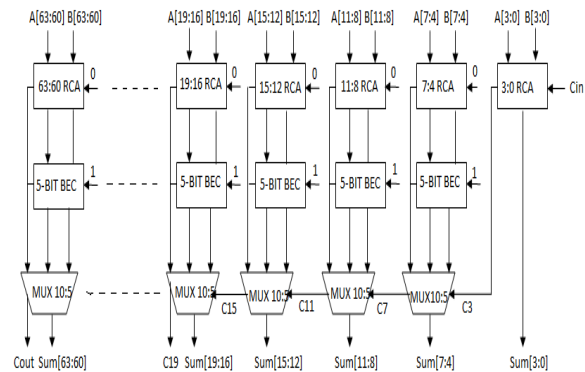 A[63:60] B[63:60] A[19:16] B[19:16] A[15:12] B[15:12] A[11:8] B[11:8] A[7:4] B[7:4] A[3:0] B[3:0]
0 0 0 0 0
63:60 RCA 19:16 RCA 15:12 RCA 11:8 RCA 7:4 RCA 3:0 RCA Cin
1 1 1 1 1
5-BIT BEC 5-BIT BEC 5-BIT BEC 5-BIT BEC 5-BIT BEC
MUX 10:5 MUX 10:5 MUX 10:5 MUX 10:5 MUX10:5
C15 C11 C7 C3
Cout Sum[63:60] C19 Sum[19:16] Sum[15:12] Sum[11:8] Sum[7:4] Sum[3:0]